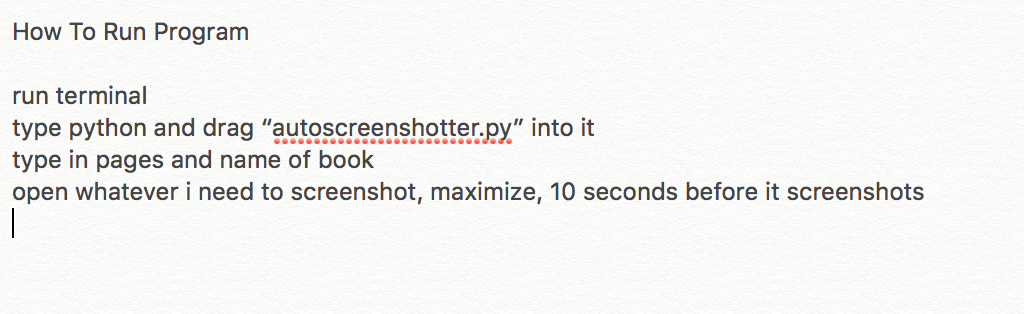 How To Run Program
run terminal
type python and drag “autoscreenshotter.py” into it
type in pages and name of book
open whatever i need to screenshot, maximize, 10 seconds before it screenshots